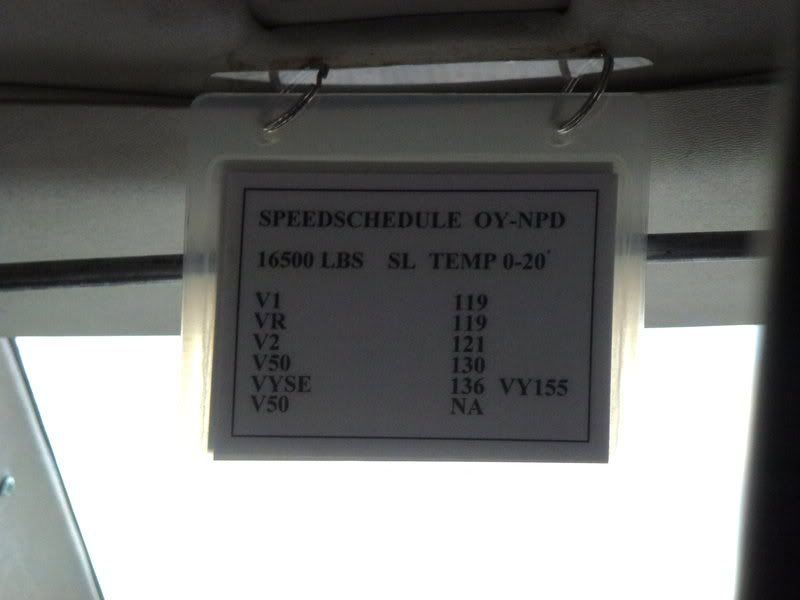 SPEEDSCHEDULE OY-NPD
16500 LBS SL TEMP 0-20°
V1 119
VR 119
V2 121
V50 130
VYSE 136 VY155
V50 NA